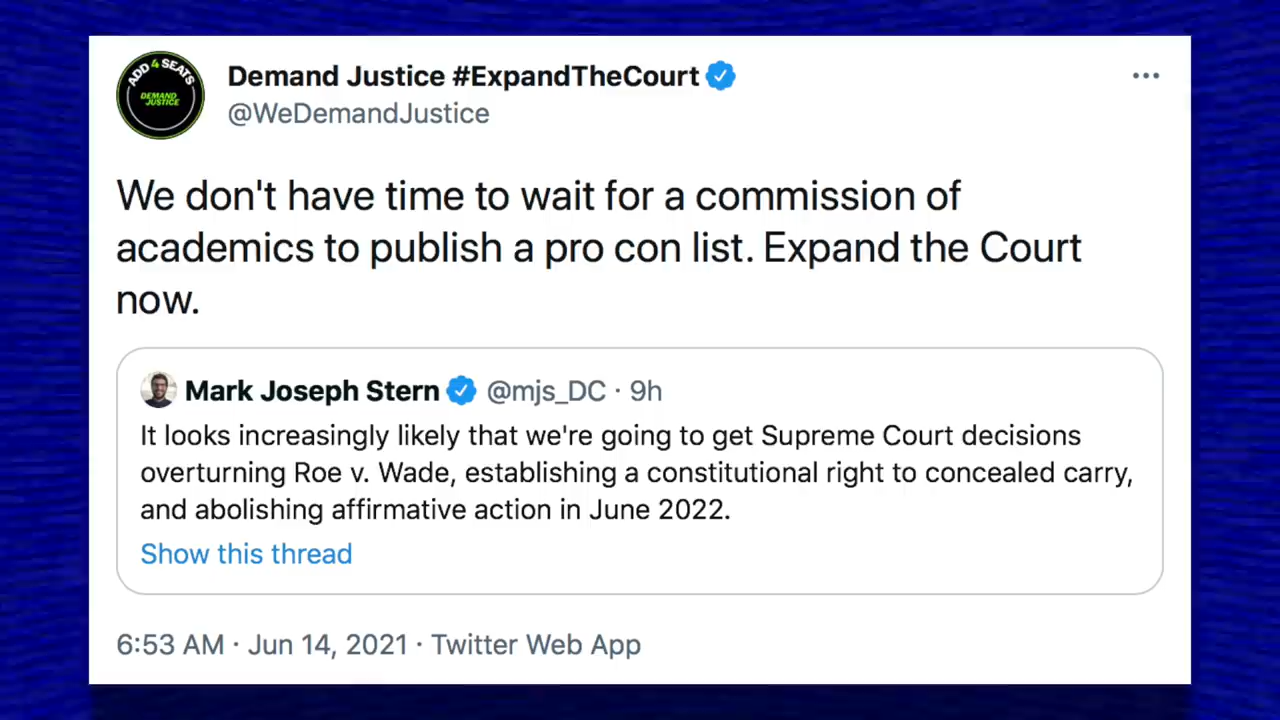 ADD 4 SEATS
DEMAND
JUSTICE
Demand Justice #ExpandTheCourt
@WeDemandJustice
We don't have time to wait for a commission of
academics to publish a pro con list. Expand the Court
now.
Mark Joseph Stern @mjs_DC · 9h
It looks increasingly likely that we're going to get Supreme Court decisions
overturning Roe v. Wade, establishing a constitutional right to concealed carry,
and abolishing affirmative action in June 2022.
Show this thread
6:53 AM · Jun 14, 2021 · Twitter Web App